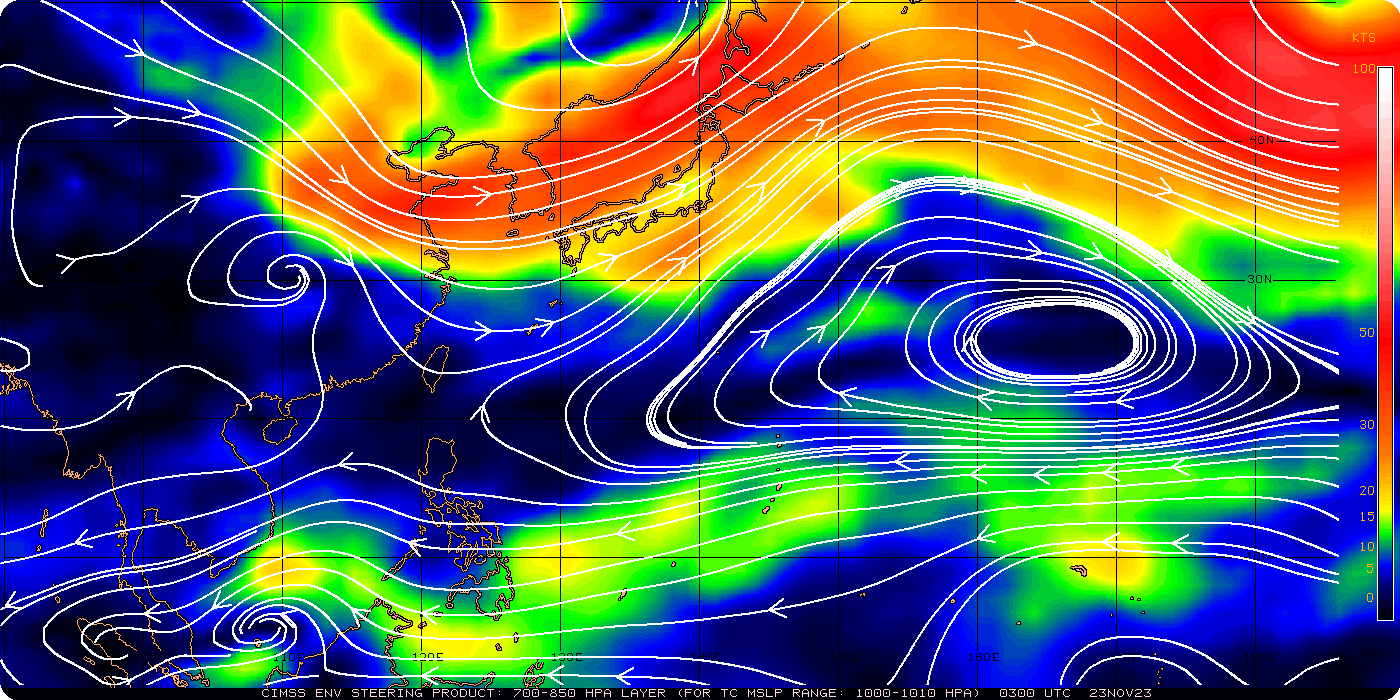 KTS
100
40N
70
30N
50
30
20
15
10
5
0
110E 120E 130E 160E
CIMSS ENV STEERING PRODUCT: 700-850 HPA LAYER (FOR TC MSLP RANGE: 1000-1010 HPA) 0300 UTC 23NOV23